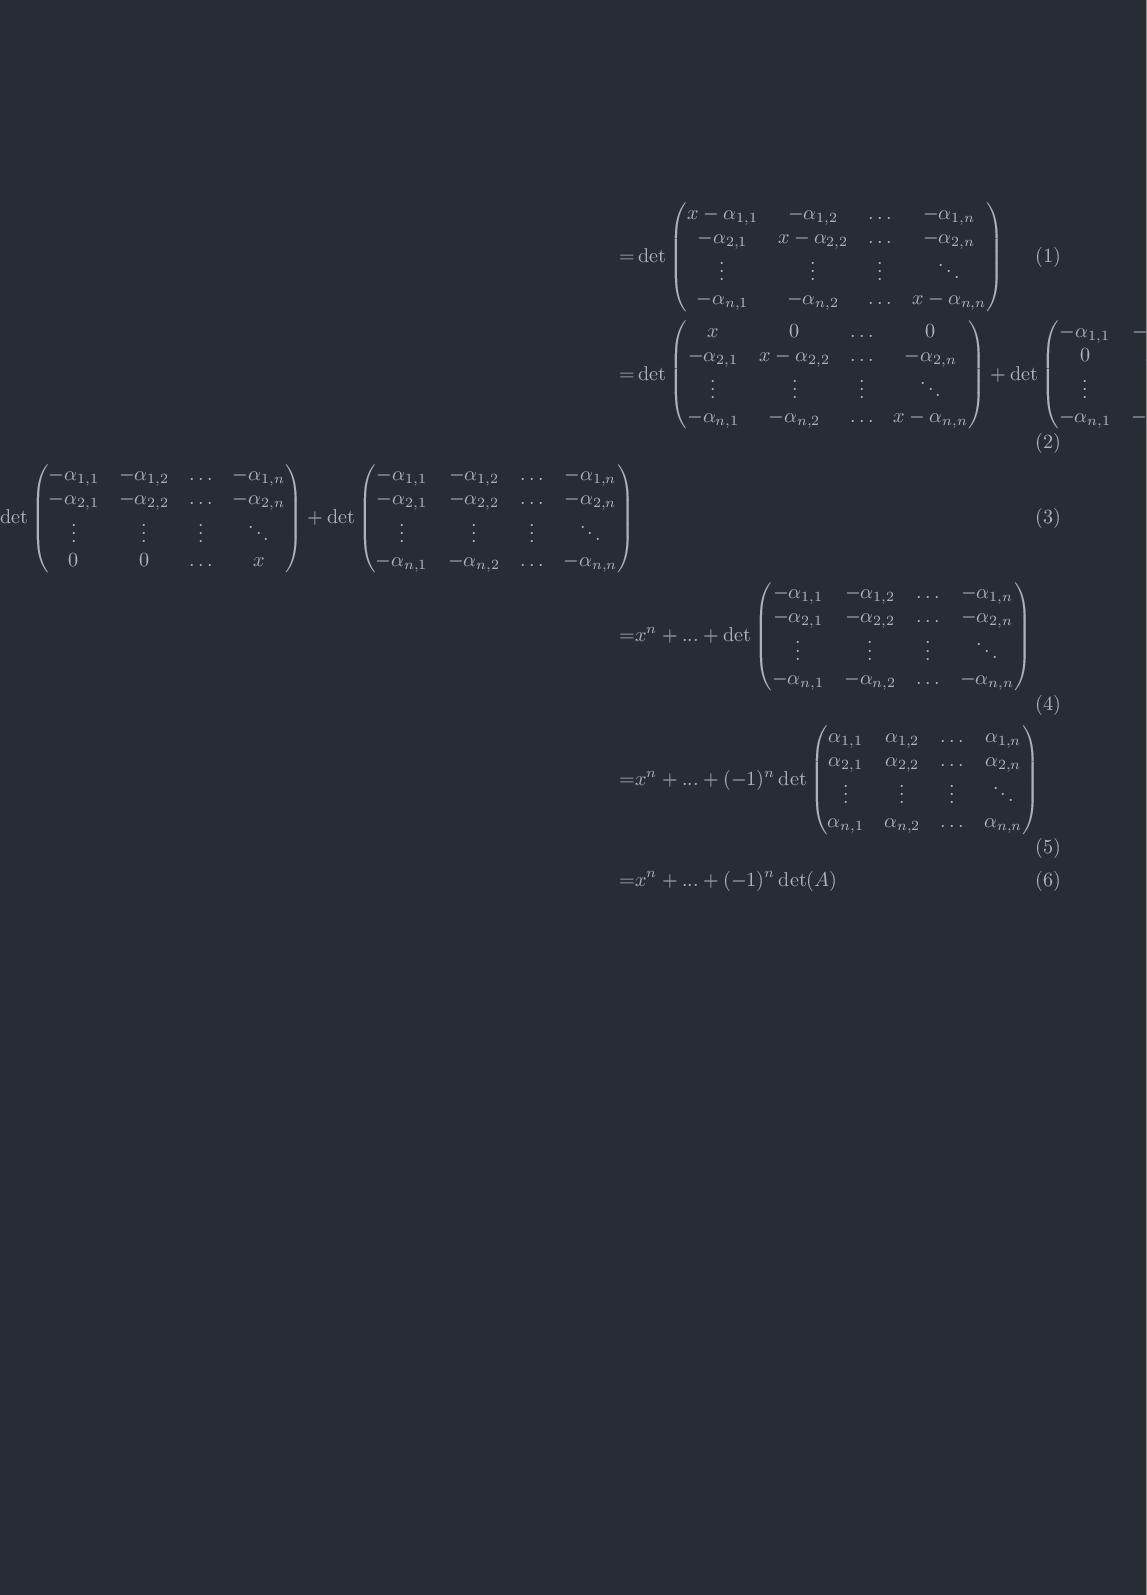 = det \begin{pmatrix} x - \alpha_{1,1} & -\alpha_{1,2} & \dots & -\alpha_{1,n} \\ -\alpha_{2,1} & x - \alpha_{2,2} & \dots & -\alpha_{2,n} \\ \vdots & \vdots & \vdots & \ddots \\ -\alpha_{n,1} & -\alpha_{n,2} & \dots & x - \alpha_{n,n} \end{pmatrix} (1)
= det \begin{pmatrix} x & 0 & \dots & 0 \\ -\alpha_{2,1} & x - \alpha_{2,2} & \dots & -\alpha_{2,n} \\ \vdots & \vdots & \vdots & \ddots \\ -\alpha_{n,1} & -\alpha_{n,2} & \dots & x - \alpha_{n,n} \end{pmatrix} + det \begin{pmatrix} -\alpha_{1,1} & - \\ 0 \\ \vdots \\ -\alpha_{n,1} & -
(2)
det \begin{pmatrix} -\alpha_{1,1} & -\alpha_{1,2} & \dots & -\alpha_{1,n} \\ -\alpha_{2,1} & -\alpha_{2,2} & \dots & -\alpha_{2,n} \\ \vdots & \vdots & \vdots & \ddots \\ 0 & 0 & \dots & x \end{pmatrix} + det \begin{pmatrix} -\alpha_{1,1} & -\alpha_{1,2} & \dots & -\alpha_{1,n} \\ -\alpha_{2,1} & -\alpha_{2,2} & \dots & -\alpha_{2,n} \\ \vdots & \vdots & \vdots & \ddots \\ -\alpha_{n,1} & -\alpha_{n,2} & \dots & -\alpha_{n,n} \end{pmatrix} (3)
=x^n + ... + det \begin{pmatrix} -\alpha_{1,1} & -\alpha_{1,2} & \dots & -\alpha_{1,n} \\ -\alpha_{2,1} & -\alpha_{2,2} & \dots & -\alpha_{2,n} \\ \vdots & \vdots & \vdots & \ddots \\ -\alpha_{n,1} & -\alpha_{n,2} & \dots & -\alpha_{n,n} \end{pmatrix}
(4)
=x^n + ... + (-1)^n det \begin{pmatrix} \alpha_{1,1} & \alpha_{1,2} & \dots & \alpha_{1,n} \\ \alpha_{2,1} & \alpha_{2,2} & \dots & \alpha_{2,n} \\ \vdots & \vdots & \vdots & \ddots \\ \alpha_{n,1} & \alpha_{n,2} & \dots & \alpha_{n,n} \end{pmatrix}
(5)
=x^n + ... + (-1)^n det(A) (6)